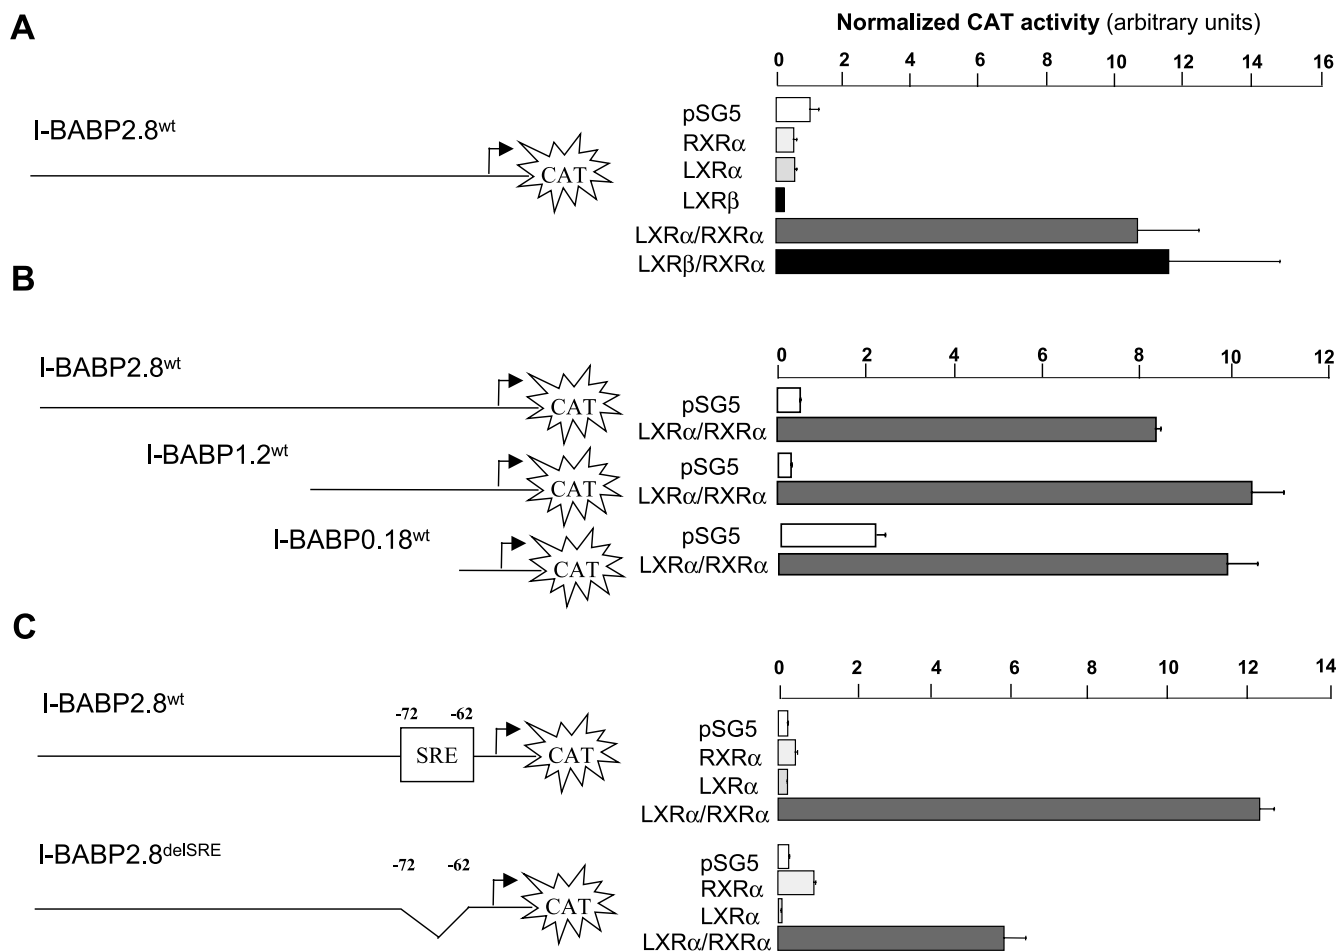 A
Normalized CAT activity (arbitrary units)
0 2 4 6 8 10 12 14 16
I-BABP2.8wt
CAT
pSG5
RXRα
LXRα
LXRβ
LXRα/RXRα
LXRβ/RXRα
B
0 2 4 6 8 10 12
I-BABP2.8wt
CAT
pSG5
LXRα/RXRα
I-BABP1.2wt
CAT
pSG5
LXRα/RXRα
I-BABP0.18wt
CAT
pSG5
LXRα/RXRα
C
0 2 4 6 8 10 12 14
I-BABP2.8wt
-72 -62
SRE
CAT
pSG5
RXRα
LXRα
LXRα/RXRα
I-BABP2.8delSRE
-72 -62
CAT
pSG5
RXRα
LXRα
LXRα/RXRα